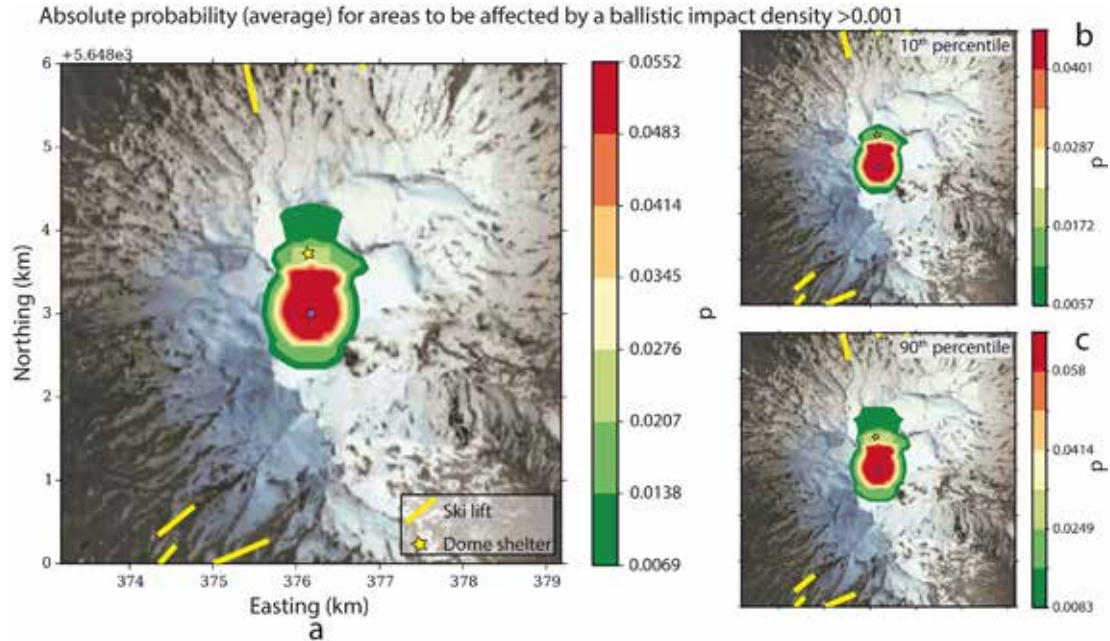 Absolute probability (average) for areas to be affected by a ballistic impact density >0.001
+5.648e3
6
5
4
3
2
1
0
Northing (km)
374
375
376
377
378
379
Easting (km)
a
Ski lift
Dome shelter
0.0552
0.0483
0.0414
0.0345
0.0276
0.0207
0.0138
0.0069
p
10th percentile
b
0.0401
0.0287
0.0172
0.0057
p
90th percentile
c
0.058
0.0414
0.0249
0.0083
p